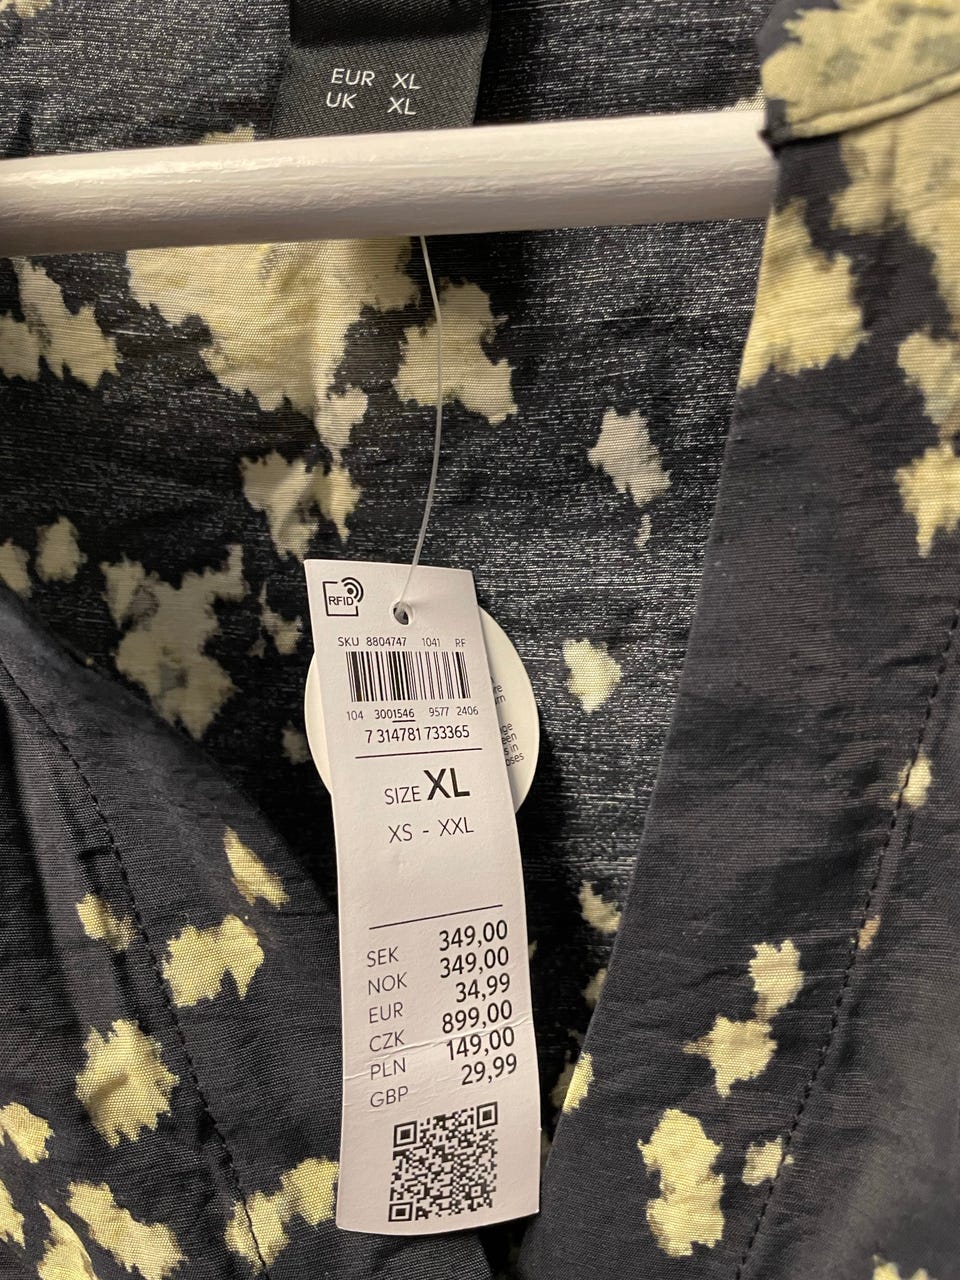 EUR XL
UK XL
RFID
SKU 8804747 1041 RF
104 3001546 9577 2406
7 314781 733365
SIZE XL
XS - XXL
SEK 349,00
NOK 349,00
EUR 34,99
CZK 899,00
PLN 149,00
GBP 29,99